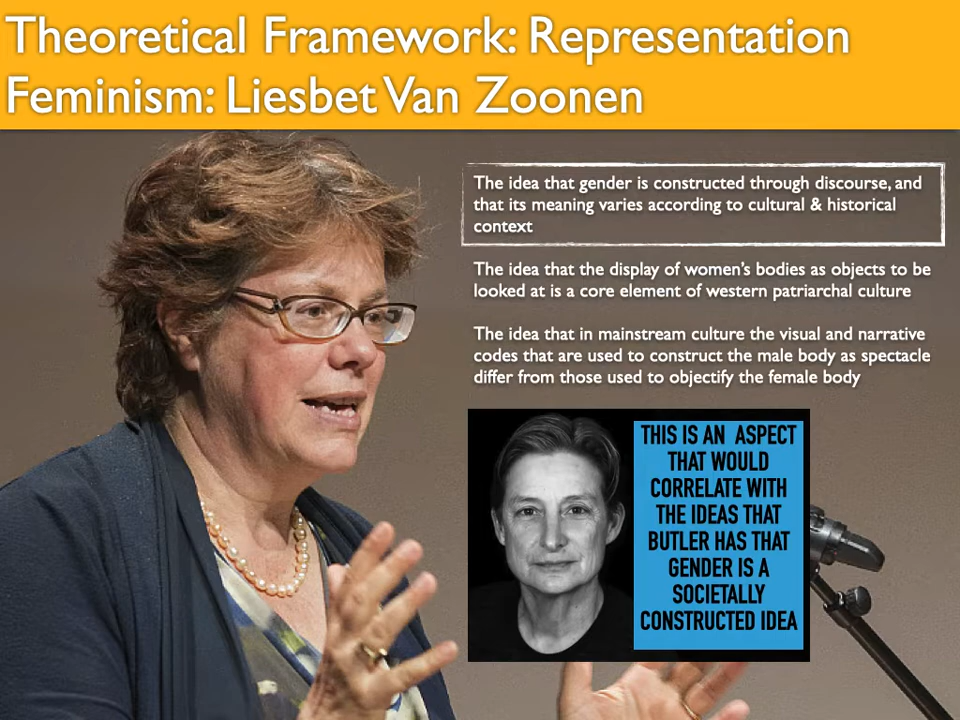 Theoretical Framework: Representation
Feminism: Liesbet Van Zoonen
The idea that gender is constructed through discourse, and
that its meaning varies according to cultural & historical
context
The idea that the display of women’s bodies as objects to be
looked at is a core element of western patriarchal culture
The idea that in mainstream culture the visual and narrative
codes that are used to construct the male body as spectacle
differ from those used to objectify the female body
THIS IS AN ASPECT
THAT WOULD
CORRELATE WITH
THE IDEAS THAT
BUTLER HAS THAT
GENDER IS A
SOCIETALLY
CONSTRUCTED IDEA